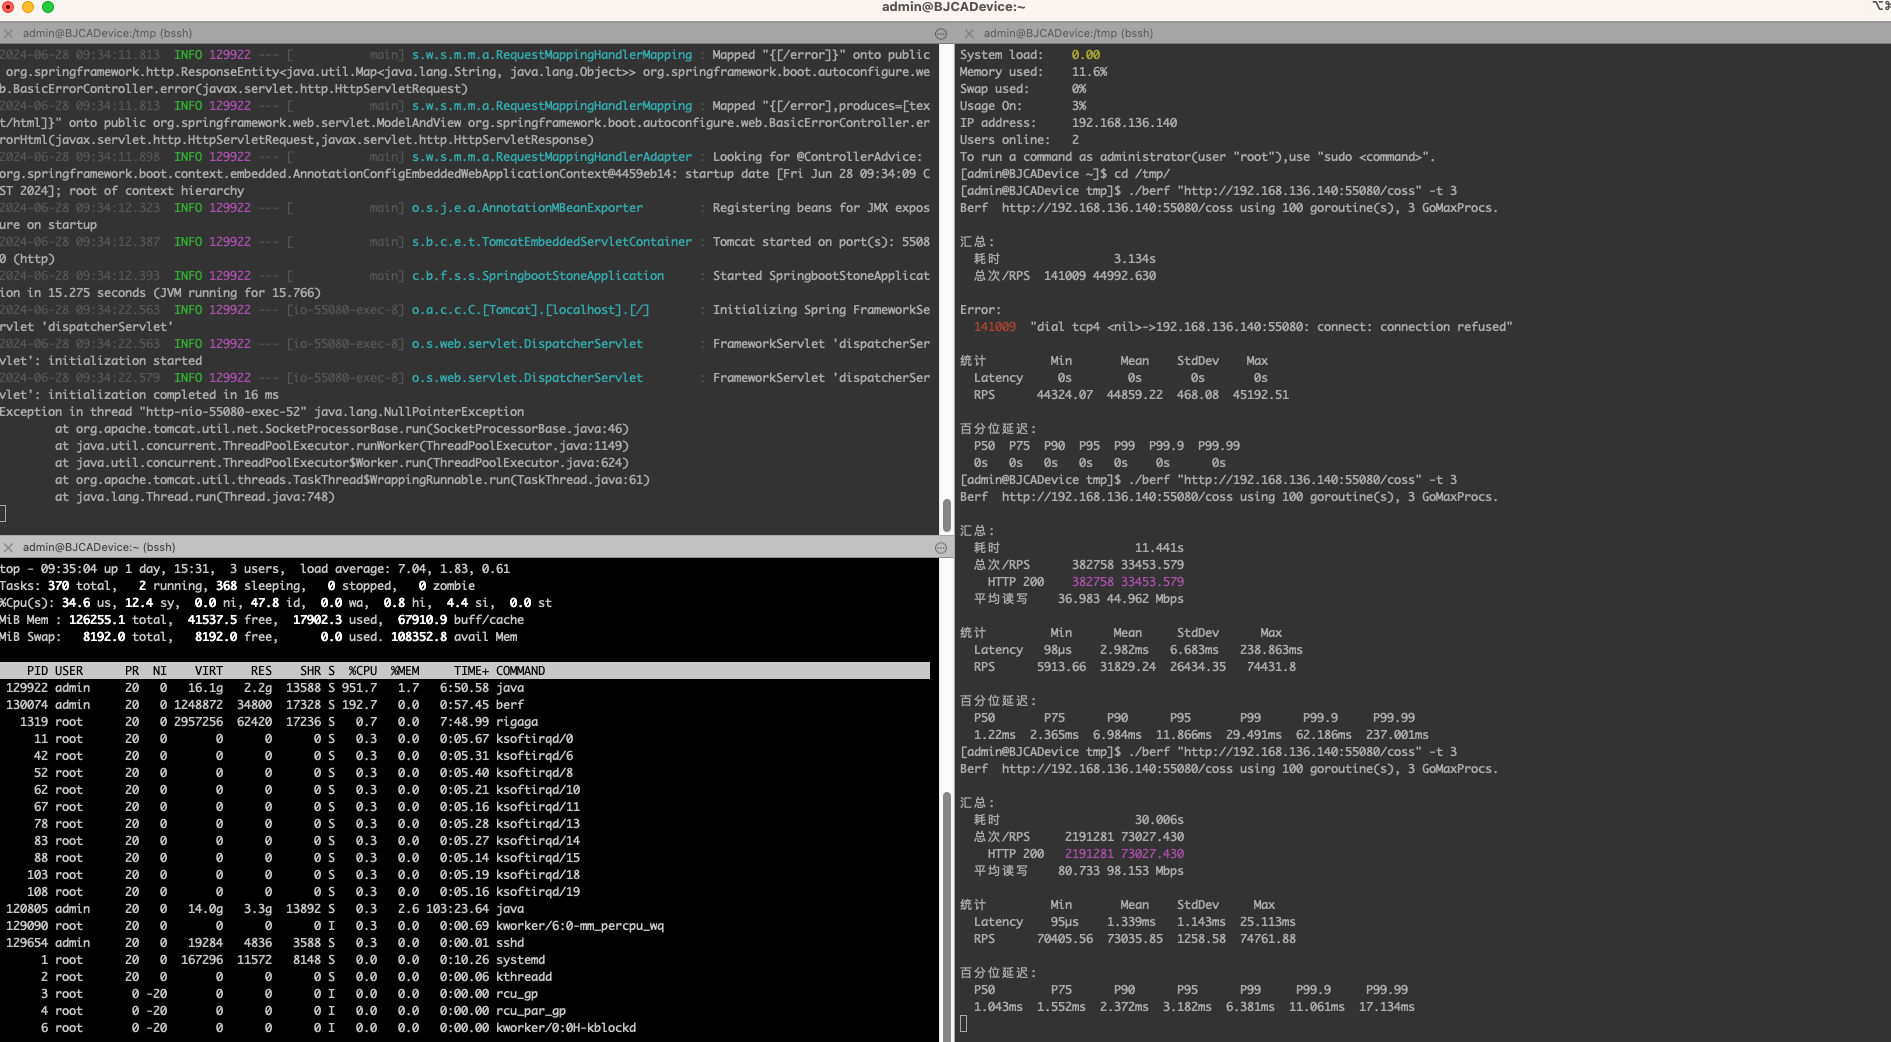 admin@BJCADevice:~
⌥⌘
admin@BJCADevice:/tmp (bssh)
2024-06-28 09:34:11.813  INFO 129922 --- [           main] s.w.s.m.m.a.RequestMappingHandlerMapping : Mapped "{[/error]}" onto public
org.springframework.http.ResponseEntity<java.util.Map<java.lang.String, java.lang.Object>> org.springframework.boot.autoconfigure.we
b.BasicErrorController.error(javax.servlet.http.HttpServletRequest)
2024-06-28 09:34:11.813  INFO 129922 --- [           main] s.w.s.m.m.a.RequestMappingHandlerMapping : Mapped "{[/error],produces=[tex
t/html]}" onto public org.springframework.web.servlet.ModelAndView org.springframework.boot.autoconfigure.web.BasicErrorController.er
rorHtml(javax.servlet.http.HttpServletRequest,javax.servlet.http.HttpServletResponse)
2024-06-28 09:34:11.898  INFO 129922 --- [           main] s.w.s.m.m.a.RequestMappingHandlerAdapter : Looking for @ControllerAdvice:
org.springframework.boot.context.embedded.AnnotationConfigEmbeddedWebApplicationContext@4459eb14: startup date [Fri Jun 28 09:34:09 C
ST 2024]; root of context hierarchy
2024-06-28 09:34:12.323  INFO 129922 --- [           main] o.s.j.e.a.AnnotationMBeanExporter        : Registering beans for JMX expos
ure on startup
2024-06-28 09:34:12.387  INFO 129922 --- [           main] s.b.c.e.t.TomcatEmbeddedServletContainer : Tomcat started on port(s): 5508
0 (http)
2024-06-28 09:34:12.393  INFO 129922 --- [           main] c.b.f.s.s.SpringbootStoneApplication     : Started SpringbootStoneApplicat
ion in 15.275 seconds (JVM running for 15.766)
2024-06-28 09:34:22.563  INFO 129922 --- [io-55080-exec-8] o.a.c.c.C.[Tomcat].[localhost].[/]       : Initializing Spring FrameworkSe
rvlet 'dispatcherServlet'
2024-06-28 09:34:22.563  INFO 129922 --- [io-55080-exec-8] o.s.web.servlet.DispatcherServlet        : FrameworkServlet 'dispatcherSer
vlet': initialization started
2024-06-28 09:34:22.579  INFO 129922 --- [io-55080-exec-8] o.s.web.servlet.DispatcherServlet        : FrameworkServlet 'dispatcherSer
vlet': initialization completed in 16 ms
Exception in thread "http-nio-55080-exec-52" java.lang.NullPointerException
        at org.apache.tomcat.util.net.SocketProcessorBase.run(SocketProcessorBase.java:46)
        at java.util.concurrent.ThreadPoolExecutor.runWorker(ThreadPoolExecutor.java:1149)
        at java.util.concurrent.ThreadPoolExecutor$Worker.run(ThreadPoolExecutor.java:624)
        at org.apache.tomcat.util.threads.TaskThread$WrappingRunnable.run(TaskThread.java:61)
        at java.lang.Thread.run(Thread.java:748)
admin@BJCADevice:~ (bssh)
top - 09:35:04 up 1 day, 15:31,  3 users,  load average: 7.04, 1.83, 0.61
Tasks: 370 total,   2 running, 368 sleeping,   0 stopped,   0 zombie
%Cpu(s): 34.6 us, 12.4 sy,  0.0 ni, 47.8 id,  0.0 wa,  0.8 hi,  4.4 si,  0.0 st
MiB Mem : 126255.1 total,  41537.5 free,  17902.3 used,  67910.9 buff/cache
MiB Swap:   8192.0 total,   8192.0 free,      0.0 used. 108352.8 avail Mem
PID USER      PR  NI    VIRT    RES    SHR S  %CPU  %MEM     TIME+ COMMAND
129922 admin     20   0   16.1g   2.2g  13588 S 951.7   1.7   6:50.58 java
130074 admin     20   0 1248872  34800  17328 S 192.7   0.0   0:57.45 berf
1319 root      20   0 2957256  62420  17236 S   0.7   0.0   7:48.99 rigaga
11 root      20   0       0      0      0 S   0.3   0.0   0:05.67 ksoftirqd/0
42 root      20   0       0      0      0 S   0.3   0.0   0:05.31 ksoftirqd/6
52 root      20   0       0      0      0 S   0.3   0.0   0:05.40 ksoftirqd/8
62 root      20   0       0      0      0 S   0.3   0.0   0:05.21 ksoftirqd/10
67 root      20   0       0      0      0 S   0.3   0.0   0:05.16 ksoftirqd/11
78 root      20   0       0      0      0 S   0.3   0.0   0:05.28 ksoftirqd/13
83 root      20   0       0      0      0 S   0.3   0.0   0:05.27 ksoftirqd/14
88 root      20   0       0      0      0 S   0.3   0.0   0:05.14 ksoftirqd/15
103 root      20   0       0      0      0 S   0.3   0.0   0:05.19 ksoftirqd/18
108 root      20   0       0      0      0 S   0.3   0.0   0:05.16 ksoftirqd/19
120805 admin     20   0   14.0g   3.3g  13892 S   0.3   2.6 103:23.64 java
129090 root      20   0       0      0      0 I   0.3   0.0   0:00.69 kworker/6:0-mm_percpu_wq
129654 admin     20   0   19284   4836   3588 S   0.3   0.0   0:00.01 sshd
1 root      20   0  167296  11572   8148 S   0.0   0.0   0:10.26 systemd
2 root      20   0       0      0      0 S   0.0   0.0   0:00.06 kthreadd
3 root       0 -20       0      0      0 I   0.0   0.0   0:00.00 rcu_gp
4 root       0 -20       0      0      0 I   0.0   0.0   0:00.00 rcu_par_gp
6 root       0 -20       0      0      0 I   0.0   0.0   0:00.00 kworker/0:0H-kblockd
admin@BJCADevice:/tmp (bssh)
System load:    0.00
Memory used:    11.6%
Swap used:      0%
Usage On:       3%
IP address:     192.168.136.140
Users online:   2
To run a command as administrator(user "root"),use "sudo <command>".
[admin@BJCADevice ~]$ cd /tmp/
[admin@BJCADevice tmp]$ ./berf "http://192.168.136.140:55080/coss" -t 3
Berf  http://192.168.136.140:55080/coss using 100 goroutine(s), 3 GoMaxProcs.
汇总:
耗时                3.134s
总次/RPS  141009 44992.630
Error:
141009  "dial tcp4 <nil>->192.168.136.140:55080: connect: connection refused"
统计         Min       Mean    StdDev    Max
Latency     0s        0s       0s       0s
RPS      44324.07  44859.22  468.08  45192.51
百分位延迟:
P50  P75  P90  P95  P99  P99.9  P99.99
0s   0s   0s   0s   0s    0s      0s
[admin@BJCADevice tmp]$ ./berf "http://192.168.136.140:55080/coss" -t 3
Berf  http://192.168.136.140:55080/coss using 100 goroutine(s), 3 GoMaxProcs.
汇总:
耗时                   11.441s
总次/RPS      382758 33453.579
HTTP 200    382758 33453.579
平均读写    36.983 44.962 Mbps
统计         Min      Mean     StdDev      Max
Latency   98µs   2.982ms   6.683ms   238.863ms
RPS     5913.66  31829.24  26434.35   74431.8
百分位延迟:
P50       P75      P90      P95       P99      P99.9     P99.99
1.22ms  2.365ms  6.984ms  11.866ms  29.491ms  62.186ms  237.001ms
[admin@BJCADevice tmp]$ ./berf "http://192.168.136.140:55080/coss" -t 3
Berf  http://192.168.136.140:55080/coss using 100 goroutine(s), 3 GoMaxProcs.
汇总:
耗时                   30.006s
总次/RPS     2191281 73027.430
HTTP 200   2191281 73027.430
平均读写    80.733 98.153 Mbps
统计         Min       Mean    StdDev     Max
Latency    95µs    1.339ms   1.143ms  25.113ms
RPS     70405.56  73035.85  1258.58  74761.88
百分位延迟:
P50        P75      P90      P95      P99     P99.9     P99.99
1.043ms  1.552ms  2.372ms  3.182ms  6.381ms  11.061ms  17.134ms